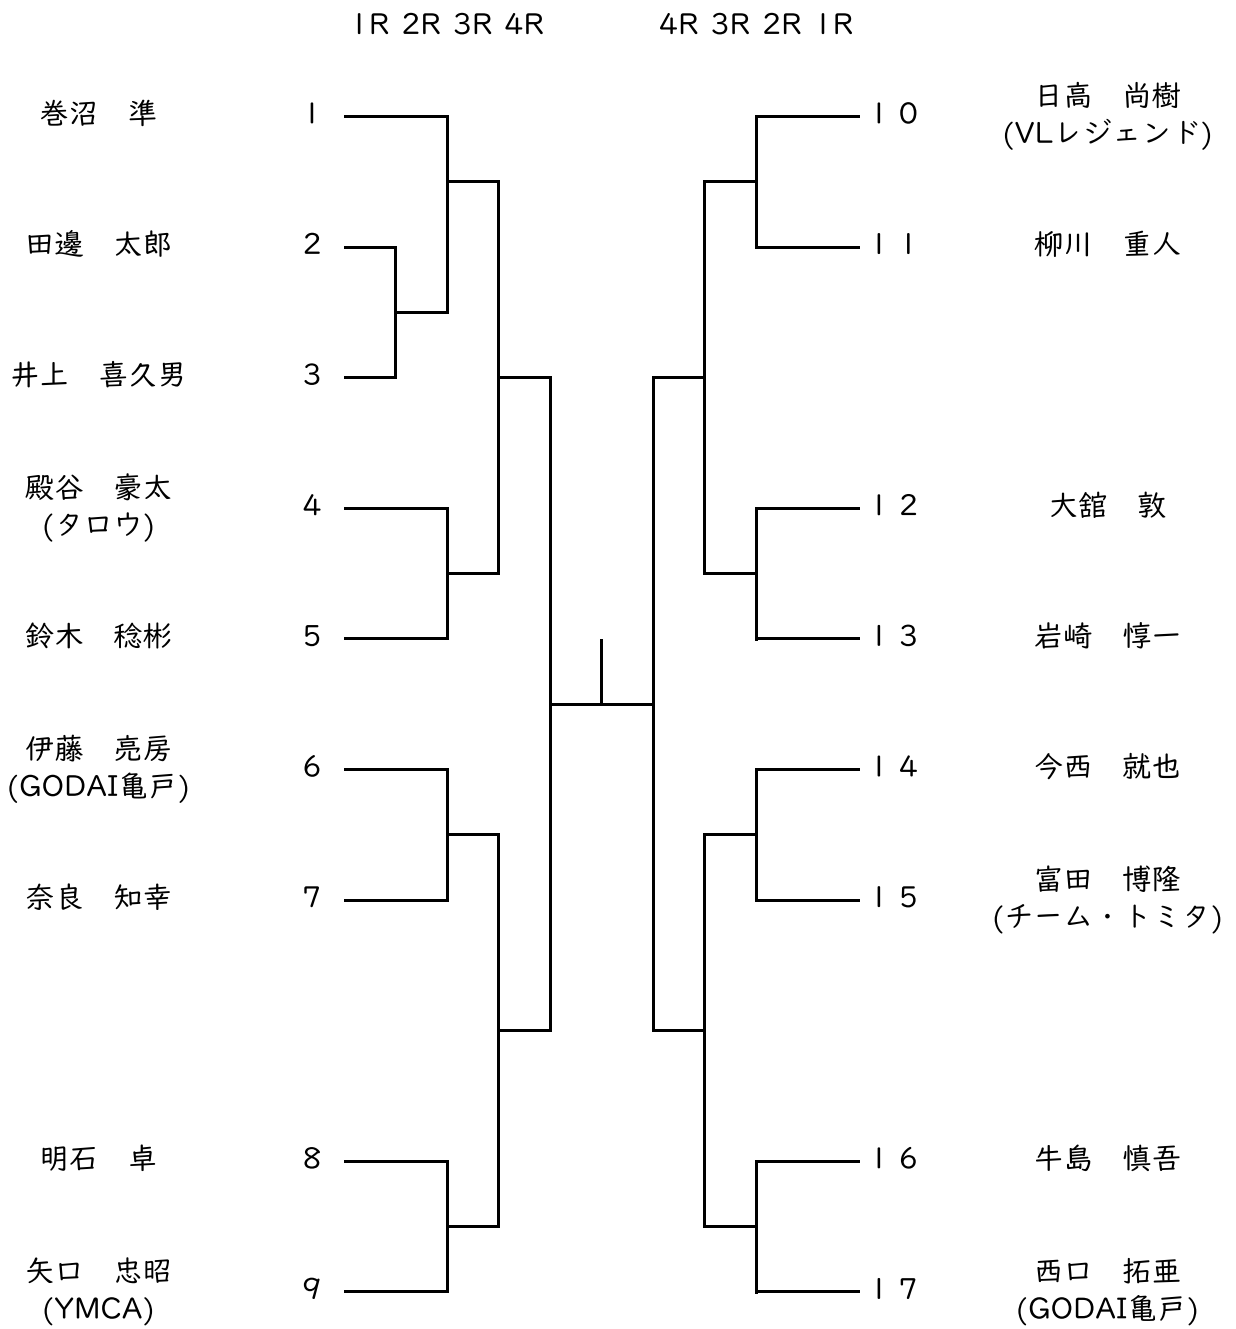 1R 2R 3R 4R
4R 3R 2R 1R
巻沼　準 1
田邊　太郎 2
井上　喜久男 3
殿谷　豪太
(タロウ) 4
鈴木　稔彬 5
伊藤　亮房
(GODAI亀戸) 6
奈良　知幸 7
明石　卓 8
矢口　忠昭
(YMCA) 9
10 日高　尚樹
(VLレジェンド)
11 柳川　重人
12 大舘　敦
13 岩崎　惇一
14 今西　就也
15 富田　博隆
(チーム・トミタ)
16 牛島　慎吾
17 西口　拓亜
(GODAI亀戸)